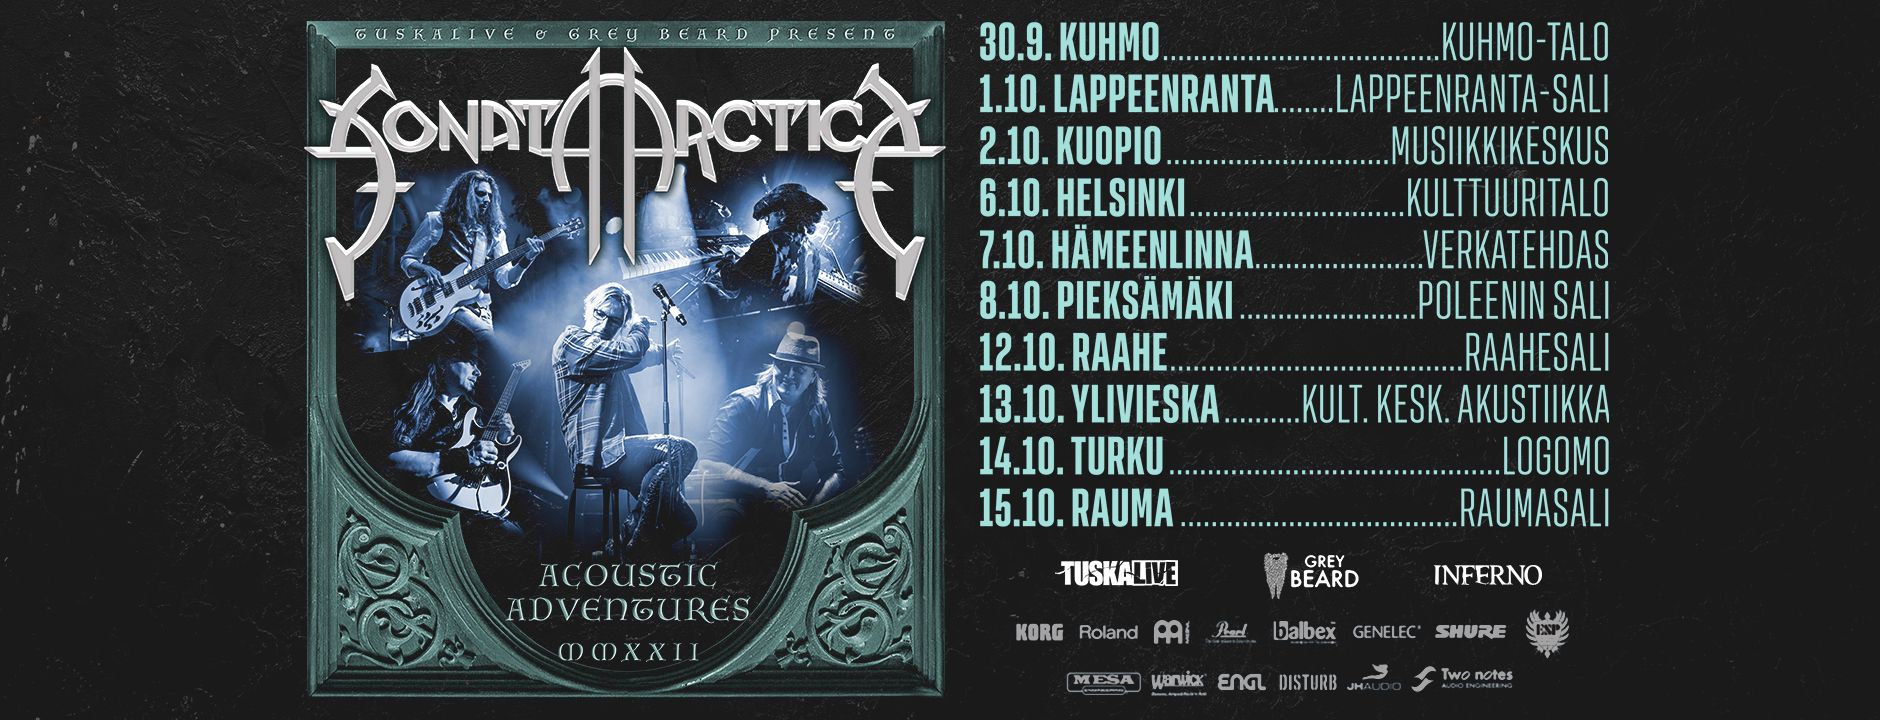 TUSKALIVE & GREY BEARD PRESENT
SONATA ARCTICA
ACOUSTIC
ADVENTURES
MMXXII
30.9. KUHMO........................................KUHMO-TALO
1.10. LAPPEENRANTA........LAPPEENRANTA-SALI
2.10. KUOPIO..............................MUSIIKKIKESKUS
6.10. HELSINKI.............................KULTTUURITALO
7.10. HÄMEENLINNA.......................VERKATEHDAS
8.10. PIEKSÄMÄKI........................POLEENIN SALI
12.10. RAAHE.......................................RAAHESALI
13.10. YLIVIESKA..........KULT. KESK. AKUSTIIKKA
14.10. TURKU............................................LOGOMO
15.10. RAUMA.....................................RAUMASALI
TUSKALIVE GREY BEARD INFERNO
KORG Roland MEINL Pearl balbex GENELEC® SHURE ESP
MESA Warwick ENGL DISTURB JHAUDIO Two notes
AUDIO ENGINEERING